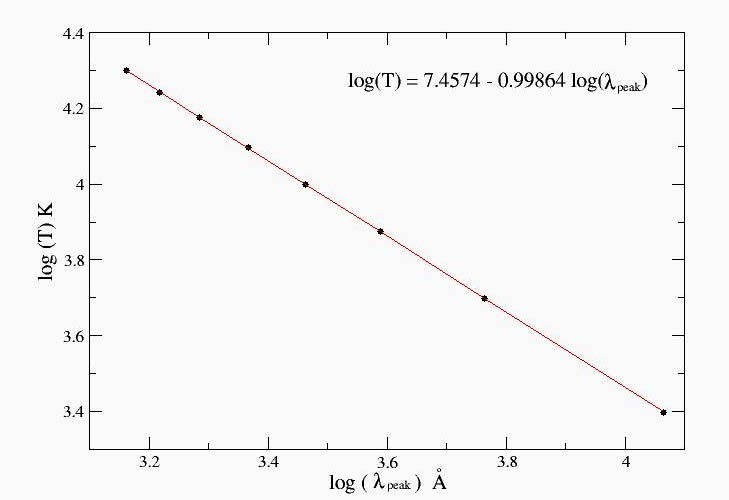 4.4
log(T) = 7.4574 - 0.99864 log(λpeak)
4.2
4
3.8
3.6
3.4
log (T) K
3.2 3.4 3.6 3.8 4
log ( λpeak ) Å